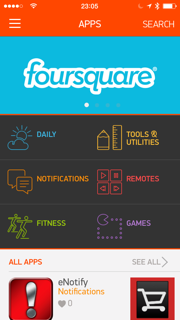 23:05
APPS
SEARCH
foursquare®
DAILY
TOOLS &
UTILITIES
NOTIFICATIONS
REMOTES
FITNESS
GAMES
ALL APPS
SEE ALL
eNotify
Notifications
0